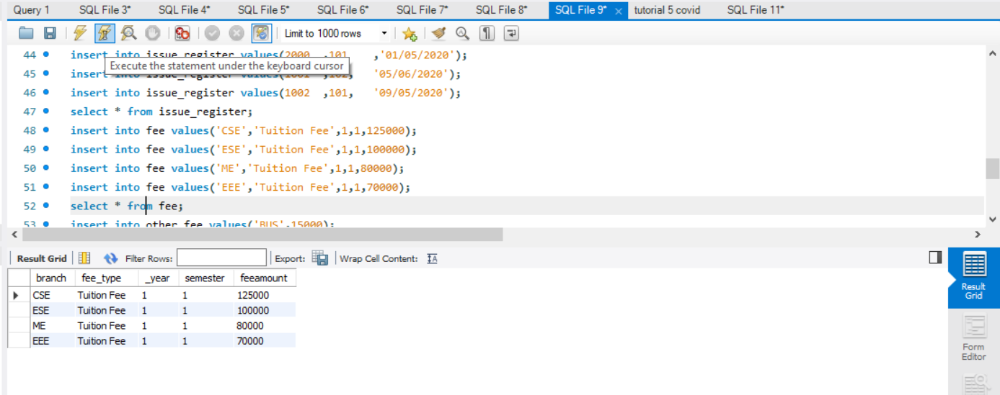 Query 1 SQL File 3* SQL File 4* SQL File 5* SQL File 6* SQL File 7* SQL File 8* SQL File 9* × tutorial 5 covid SQL File 11*
Limit to 1000 rows
44 insert into issue_register values(2000 ,101 ,'01/05/2020');
Execute the statement under the keyboard cursor
45 insert into issue_register values(1001 ,102, '05/06/2020');
46 insert into issue_register values(1002 ,101, '09/05/2020');
47 select * from issue_register;
48 insert into fee values('CSE','Tuition Fee',1,1,125000);
49 insert into fee values('ESE','Tuition Fee',1,1,100000);
50 insert into fee values('ME','Tuition Fee',1,1,80000);
51 insert into fee values('EEE','Tuition Fee',1,1,70000);
52 select * from fee;
53 insert into other_fee values('BUS',15000);
Result Grid Filter Rows: Export: Wrap Cell Content: IA
branch fee_type _year semester feeamount
CSE Tuition Fee 1 1 125000
ESE Tuition Fee 1 1 100000
ME Tuition Fee 1 1 80000
EEE Tuition Fee 1 1 70000
Result
Grid
Form
Editor